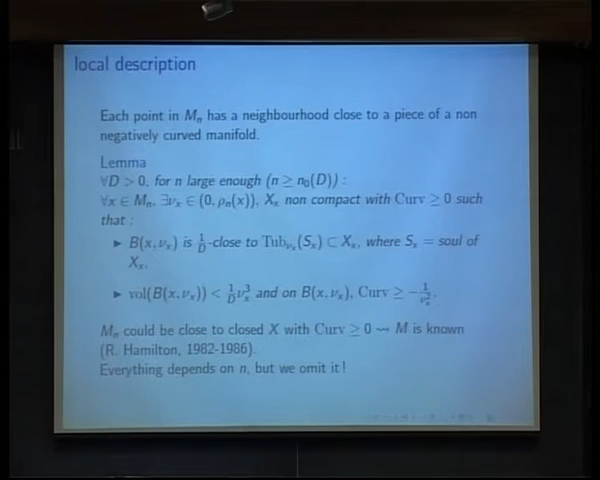 local description
Each point in Mₙ has a neighbourhood close to a piece of a non
negatively curved manifold.
Lemma
∀D > 0, for n large enough (n ≥ n₀(D)) :
∀x ∈ Mₙ, ∃νₓ ∈ (0, ρₙ(x)), Xₓ non compact with Curv ≥ 0 such
that :
► B(x, νₓ) is 1/D-close to Tub_νₓ(Sₓ) ⊂ Xₓ, where Sₓ = soul of
Xₓ,
► vol(B(x, νₓ)) < 1/D νₓ³ and on B(x, νₓ), Curv ≥ −1/νₓ².
Mₙ could be close to closed X with Curv ≥ 0 ⇝ M is known
(R. Hamilton, 1982-1986).
Everything depends on n, but we omit it !